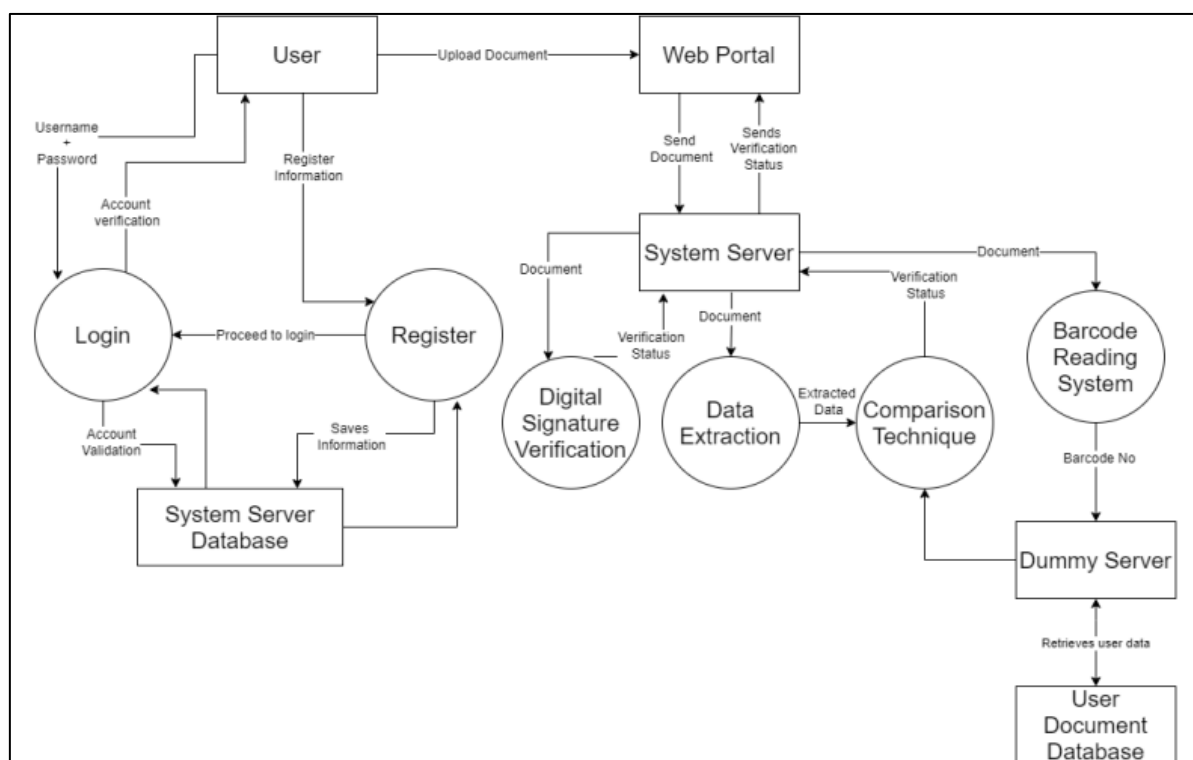 User
Upload Document
Web Portal
Username
+
Password
Register
Information
Account
verification
Send
Document
Sends
Verification
Status
System Server
Document
Document
Verification
Status
Document
Verification
Status
Login
Proceed to login
Register
Barcode
Reading
System
Digital
Signature
Verification
Data
Extraction
Extracted
Data
Comparison
Technique
Account
Validation
Saves
Information
Barcode No
System Server
Database
Dummy Server
Retrieves user data
User
Document
Database